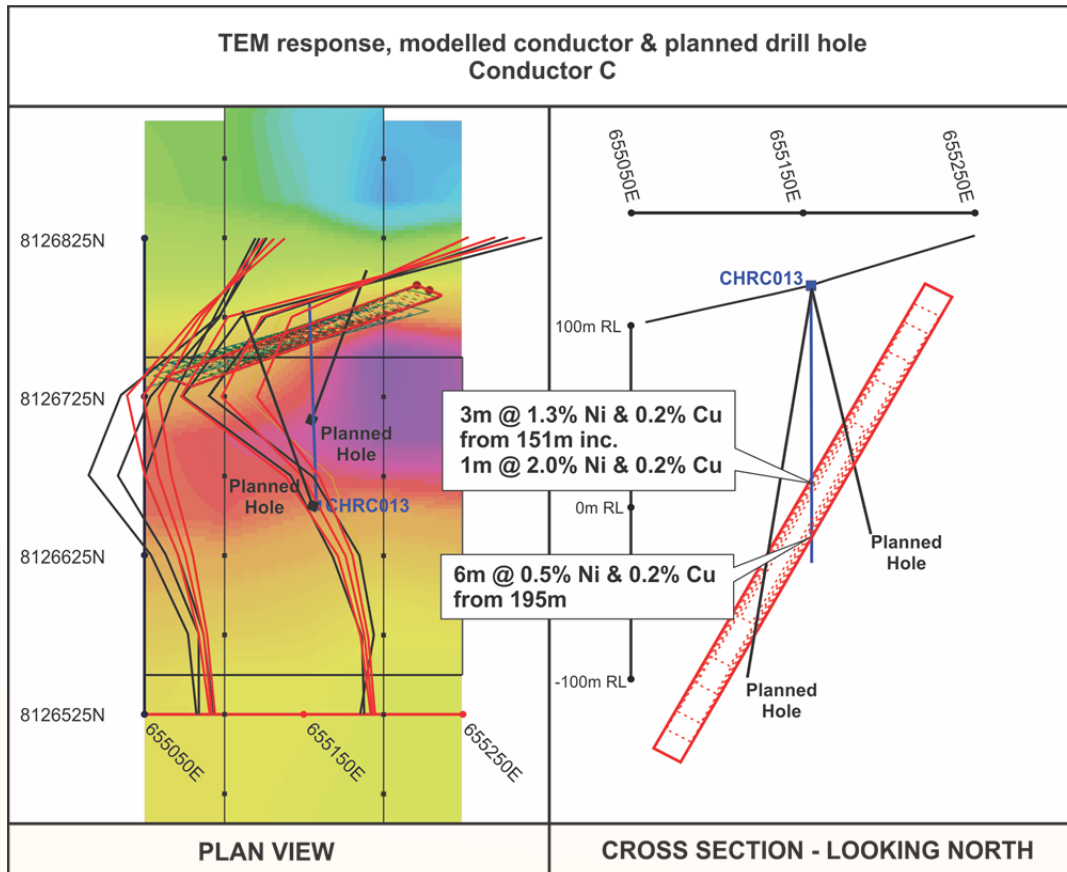 TEM response, modelled conductor & planned drill hole
Conductor C
8126825N
8126725N
8126625N
8126525N
Planned
Hole
Planned
Hole
CHRC013
655050E
655150E
655250E
PLAN VIEW
655050E
655150E
655250E
CHRC013
100m RL
3m @ 1.3% Ni & 0.2% Cu
from 151m inc.
1m @ 2.0% Ni & 0.2% Cu
0m RL
Planned
Hole
6m @ 0.5% Ni & 0.2% Cu
from 195m
-100m RL
Planned
Hole
CROSS SECTION - LOOKING NORTH